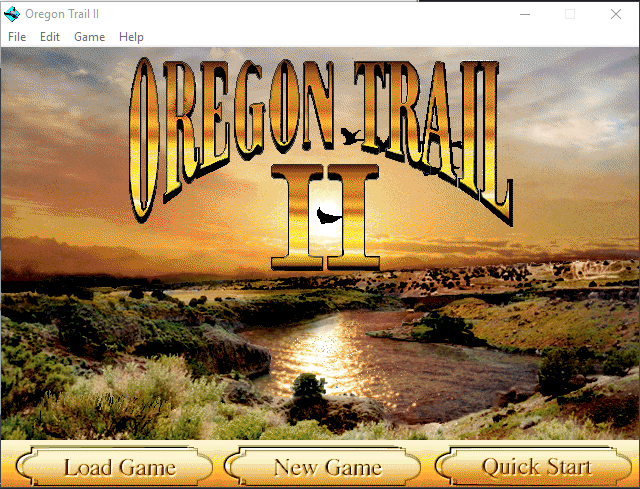 Oregon Trail II
File Edit Game Help
OREGON TRAIL
II
Load Game New Game Quick Start